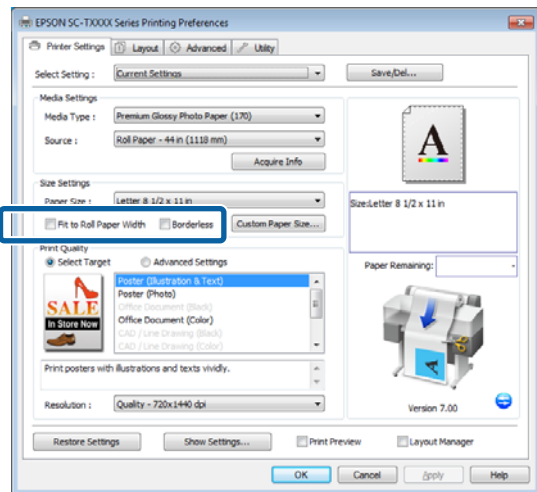 EPSON SC-TXXXX Series Printing Preferences
Printer Settings Layout Advanced Utility
Select Setting : Current Settings Save/Del...
Media Settings
Media Type : Premium Glossy Photo Paper (170)
Source : Roll Paper - 44 in (1118 mm)
Acquire Info
A
Size Settings
Paper Size : Letter 8 1/2 x 11 in
Size:Letter 8 1/2 x 11 in
Fit to Roll Paper Width Borderless Custom Paper Size...
Print Quality
Select Target Advanced Settings
Paper Remaining:
SALE
In Store Now
Poster (Illustration & Text)
Poster (Photo)
Office Document (Black)
Office Document (Color)
CAD / Line Drawing (Black)
CAD / Line Drawing (Color)
Print posters with illustrations and texts vividly.
A
Resolution : Quality - 720x1440 dpi
Version 7.00
Restore Settings Show Settings... Print Preview Layout Manager
OK Cancel Apply Help